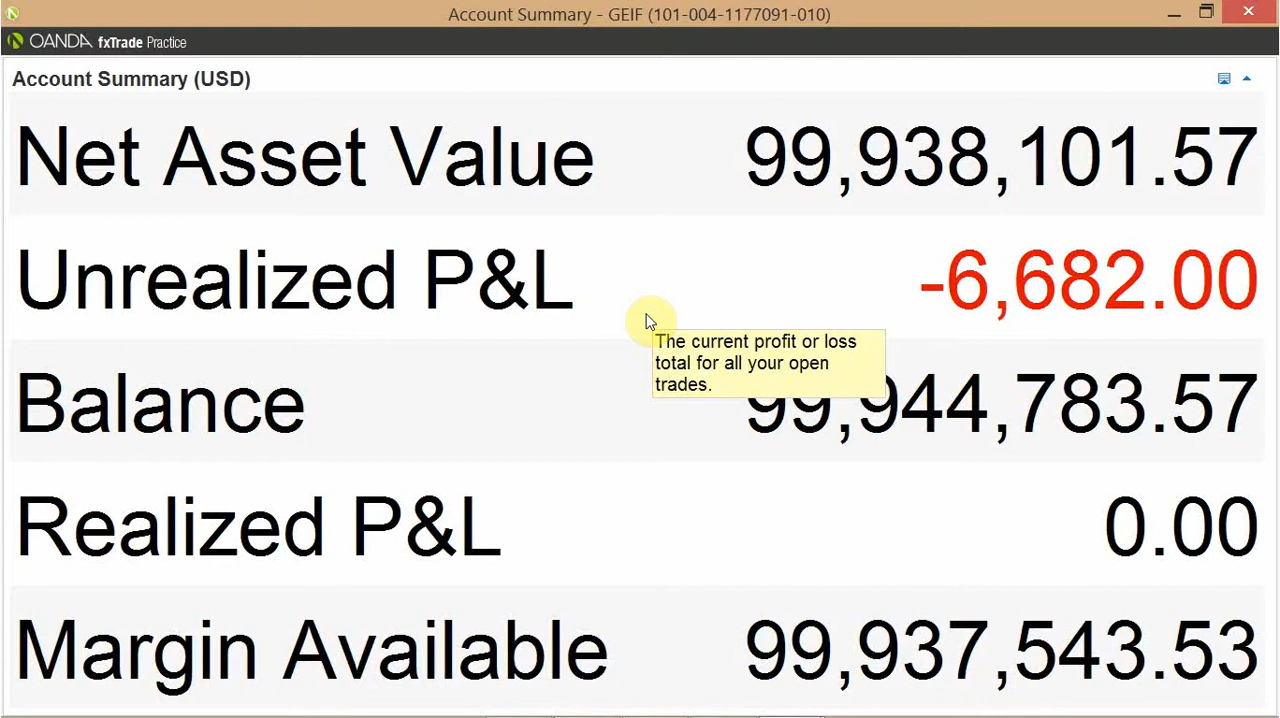 Account Summary - GEIF (101-004-1177091-010)
OANDA fxTrade Practice
Account Summary (USD)
Net Asset Value 99,938,101.57
Unrealized P&L -6,682.00
The current profit or loss
total for all your open
trades.
Balance 99,944,783.57
Realized P&L 0.00
Margin Available 99,937,543.53